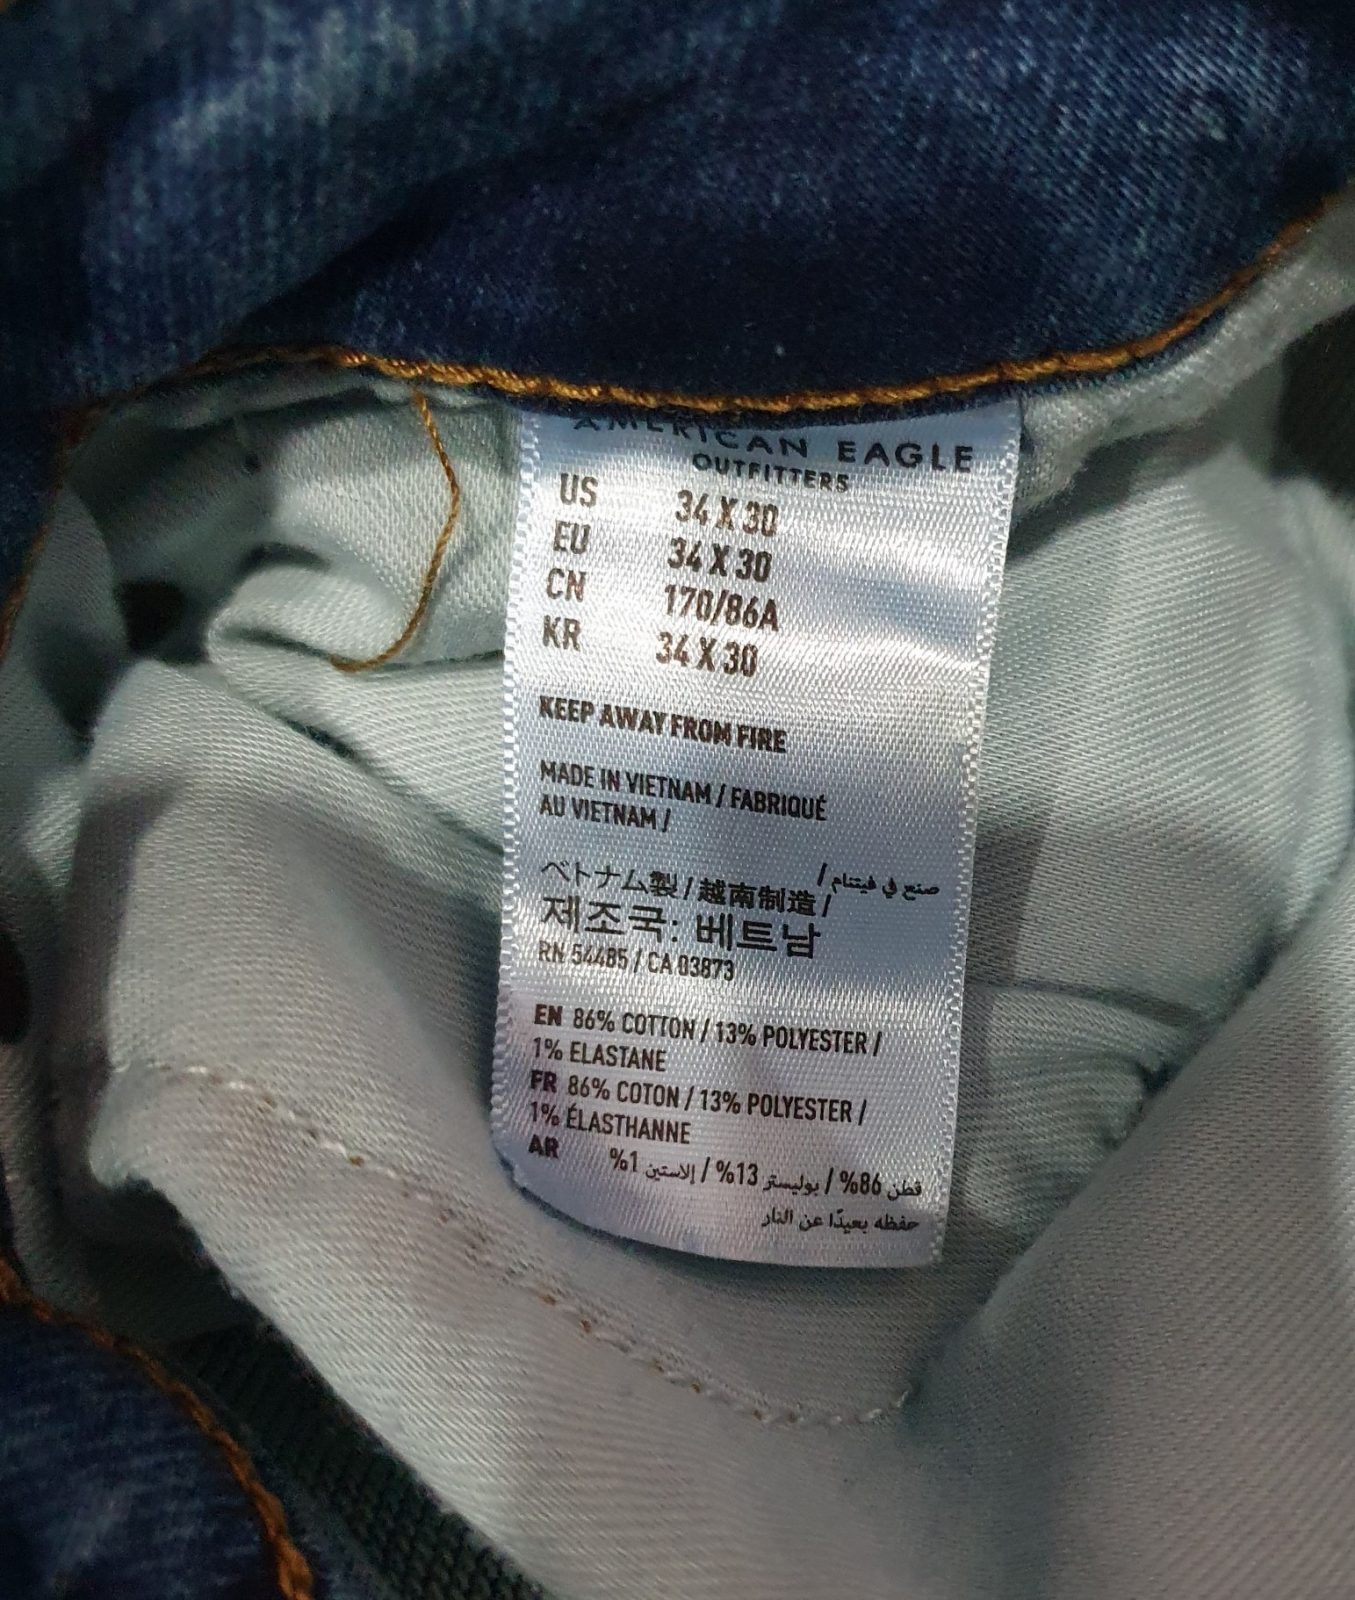 AMERICAN EAGLE
OUTFITTERS
US 34 X 30
EU 34 X 30
CN 170/86A
KR 34 X 30
KEEP AWAY FROM FIRE
MADE IN VIETNAM / FABRIQUÉ
AU VIETNAM /
صنع في فيتنام /
ベトナム製 / 越南制造 /
제조국: 베트남
RN 54485 / CA 03873
EN 86% COTTON / 13% POLYESTER /
1% ELASTANE
FR 86% COTON / 13% POLYESTER /
1% ÉLASTHANNE
AR قطن 86% / بوليستر 13% / إلاستين 1%
حفظه بعيدًا عن النار